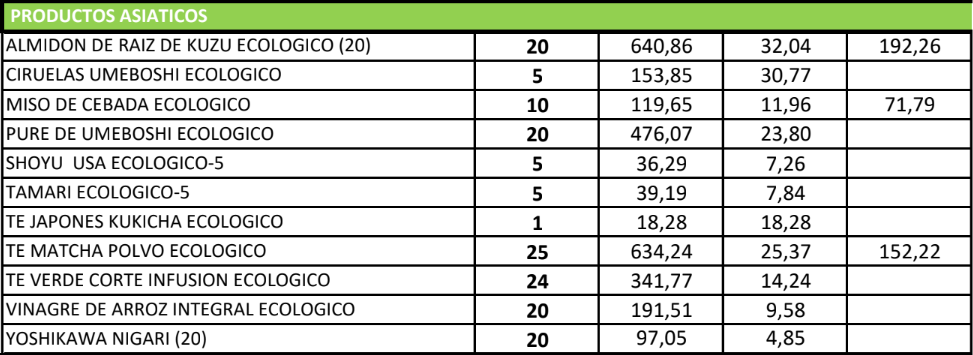 PRODUCTOS ASIATICOS
ALMIDON DE RAIZ DE KUZU ECOLOGICO (20) 20 640,86 32,04 192,26
CIRUELAS UMEBOSHI ECOLOGICO 5 153,85 30,77
MISO DE CEBADA ECOLOGICO 10 119,65 11,96 71,79
PURE DE UMEBOSHI ECOLOGICO 20 476,07 23,80
SHOYU USA ECOLOGICO-5 5 36,29 7,26
TAMARI ECOLOGICO-5 5 39,19 7,84
TE JAPONES KUKICHA ECOLOGICO 1 18,28 18,28
TE MATCHA POLVO ECOLOGICO 25 634,24 25,37 152,22
TE VERDE CORTE INFUSION ECOLOGICO 24 341,77 14,24
VINAGRE DE ARROZ INTEGRAL ECOLOGICO 20 191,51 9,58
YOSHIKAWA NIGARI (20) 20 97,05 4,85